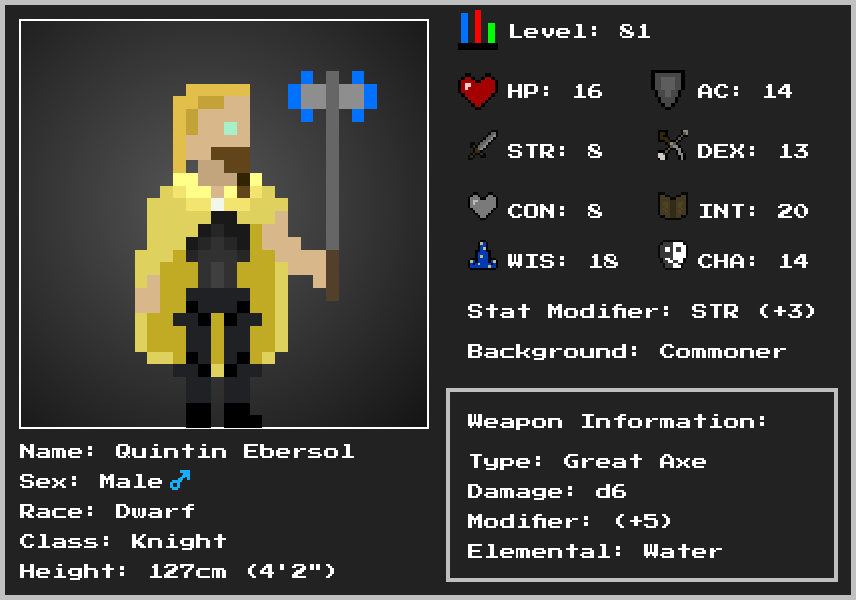 Level: 81
HP: 16 AC: 14
STR: 8 DEX: 13
CON: 8 INT: 20
WIS: 18 CHA: 14
Stat Modifier: STR (+3)
Background: Commoner
Name: Quintin Ebersol
Sex: Male♂
Race: Dwarf
Class: Knight
Height: 127cm (4'2")
Weapon Information:
Type: Great Axe
Damage: d6
Modifier: (+5)
Elemental: Water